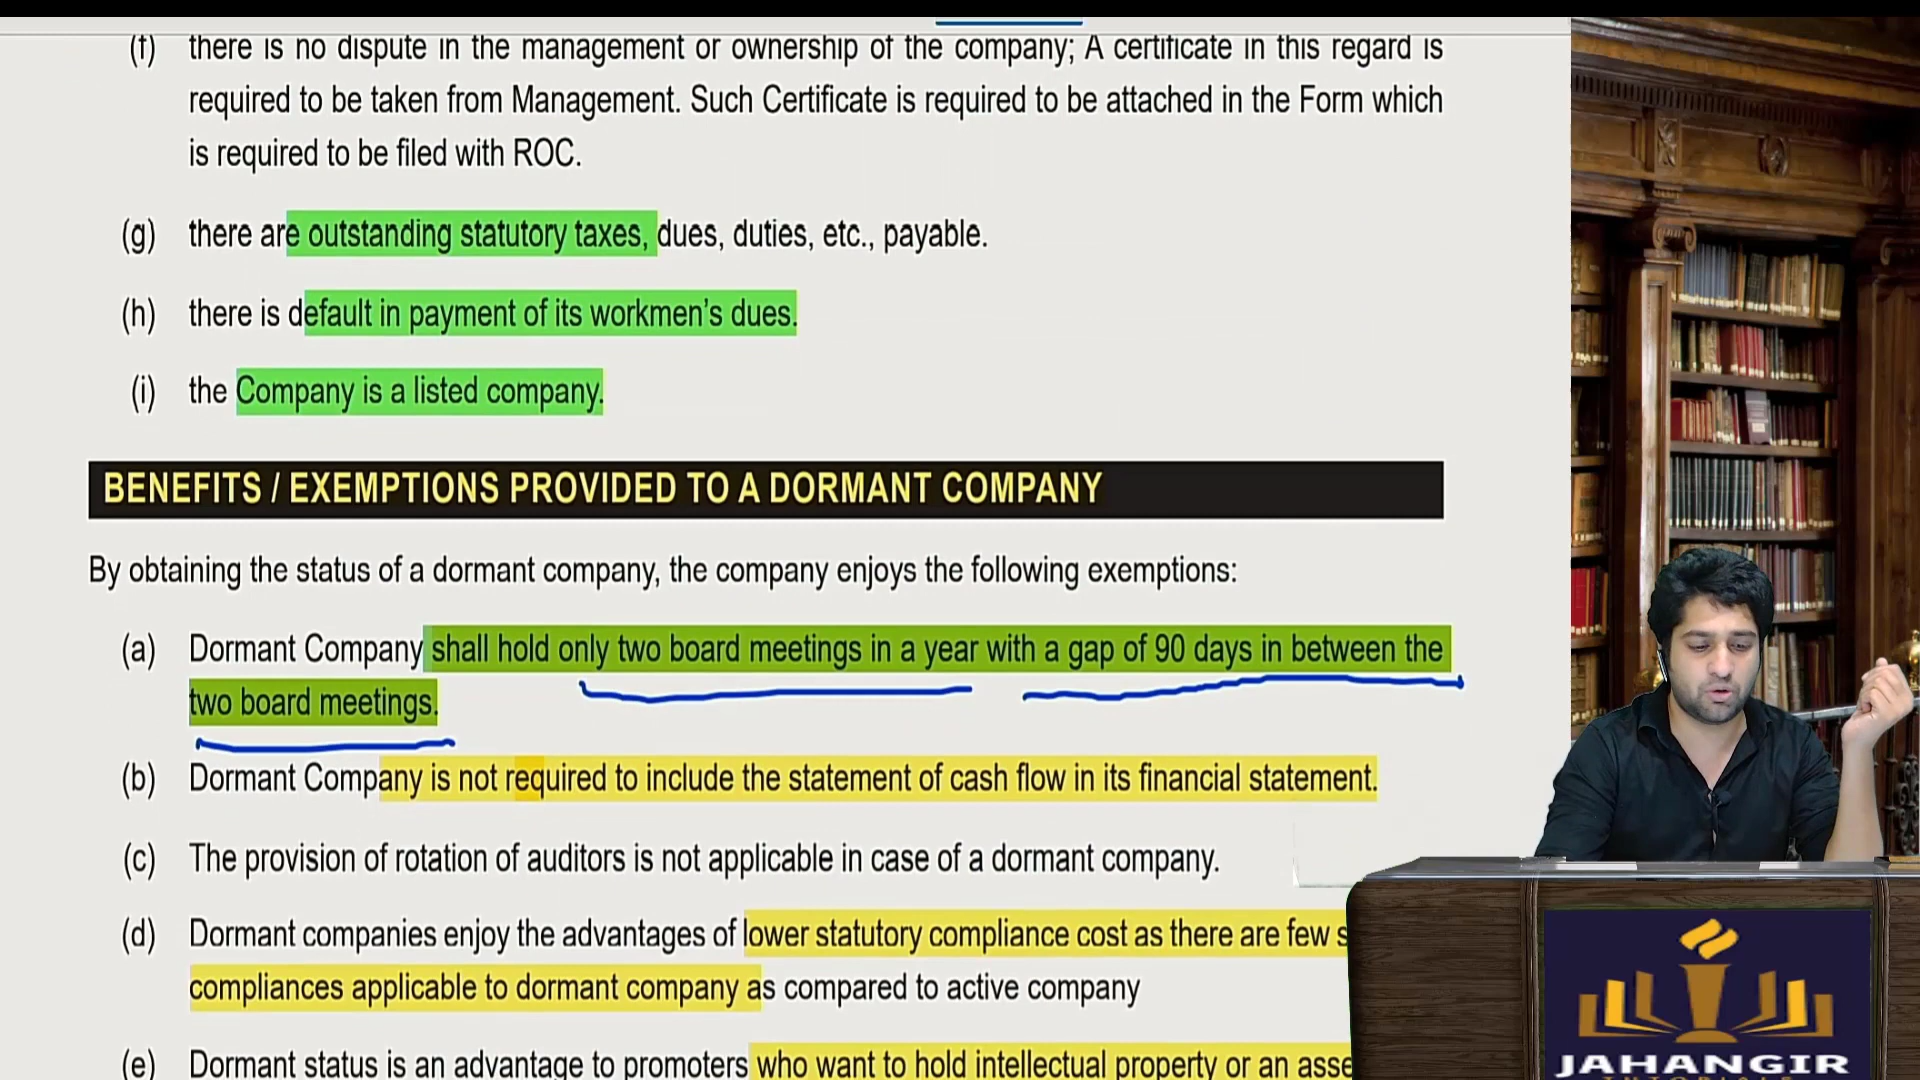 (f) there is no dispute in the management or ownership of the company; A certificate in this regard is
required to be taken from Management. Such Certificate is required to be attached in the Form which
is required to be filed with ROC.
(g) there are outstanding statutory taxes, dues, duties, etc., payable.
(h) there is default in payment of its workmen's dues.
(i) the Company is a listed company.
BENEFITS / EXEMPTIONS PROVIDED TO A DORMANT COMPANY
By obtaining the status of a dormant company, the company enjoys the following exemptions:
(a) Dormant Company shall hold only two board meetings in a year with a gap of 90 days in between the
two board meetings.
(b) Dormant Company is not required to include the statement of cash flow in its financial statement.
(c) The provision of rotation of auditors is not applicable in case of a dormant company.
(d) Dormant companies enjoy the advantages of lower statutory compliance cost as there are few
compliances applicable to dormant company as compared to active company
(e) Dormant status is an advantage to promoters who want to hold intellectual property or an
JAHANGIR